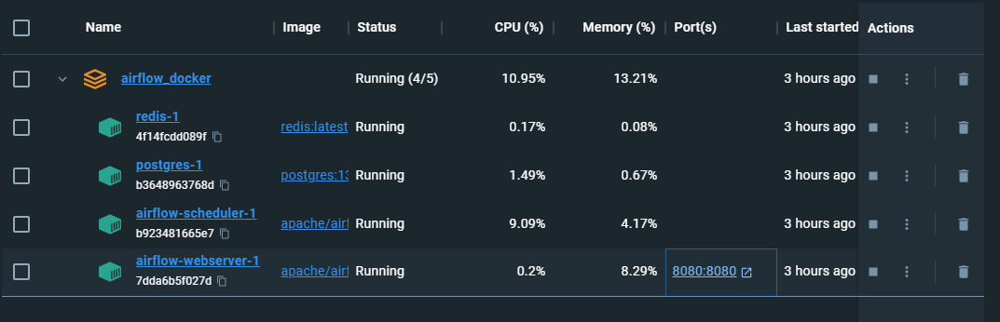 Name Image Status CPU (%) Memory (%) Port(s) Last started Actions
airflow_docker Running (4/5) 10.95% 13.21% 3 hours ago
redis-1
4f14fcdd089f redis:latest Running 0.17% 0.08% 3 hours ago
postgres-1
b3648963768d postgres:13 Running 1.49% 0.67% 3 hours ago
airflow-scheduler-1
b923481665e7 apache/airf Running 9.09% 4.17% 3 hours ago
airflow-webserver-1
7dda6b5f027d apache/airf Running 0.2% 8.29% 8080:8080 3 hours ago